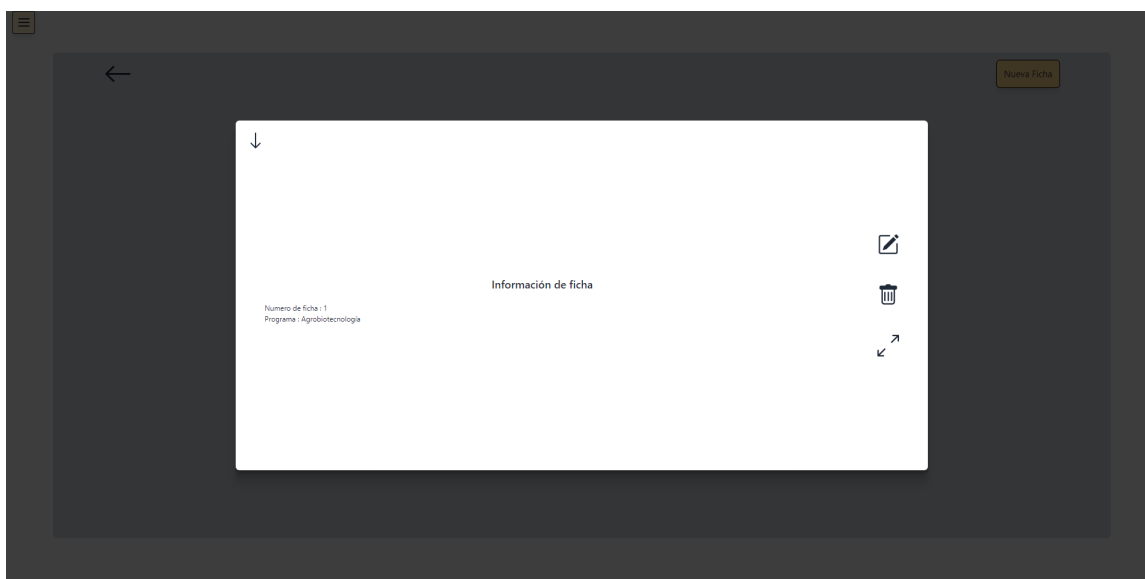 Nueva Ficha
Información de ficha
Numero de ficha : 1
Programa : Agrobiotecnología